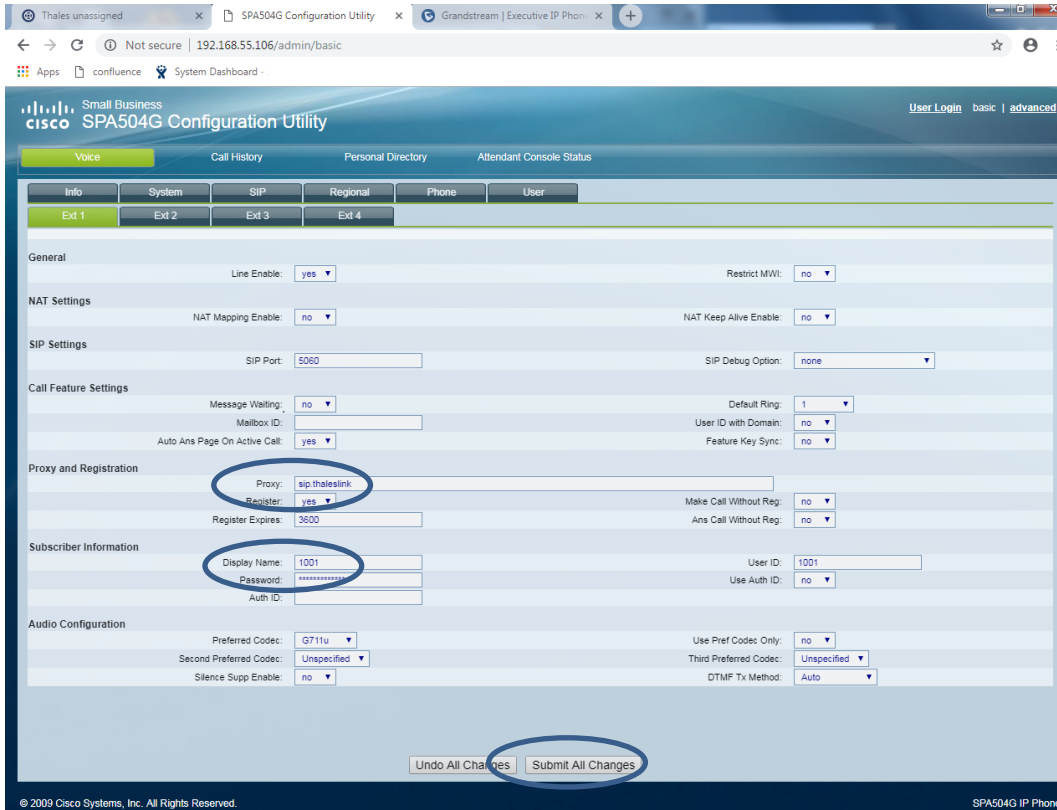 Thales unassigned
SPA504G Configuration Utility
Grandstream | Executive IP Phon
Not secure | 192.168.55.106/admin/basic
Apps confluence System Dashboard -
Small Business
cisco SPA504G Configuration Utility
User Login basic | advanced
Voice Call History Personal Directory Attendant Console Status
Info System SIP Regional Phone User
Ext 1 Ext 2 Ext 3 Ext 4
General
Line Enable: yes Restrict MWI: no
NAT Settings
NAT Mapping Enable: no NAT Keep Alive Enable: no
SIP Settings
SIP Port: 5060 SIP Debug Option: none
Call Feature Settings
Message Waiting: no Default Ring: 1
Mailbox ID: User ID with Domain: no
Auto Ans Page On Active Call: yes Feature Key Sync: no
Proxy and Registration
Proxy: sip.thaleslink
Register: yes Make Call Without Reg: no
Register Expires: 3600 Ans Call Without Reg: no
Subscriber Information
Display Name: 1001 User ID: 1001
Password: ************* Use Auth ID: no
Auth ID:
Audio Configuration
Preferred Codec: G711u Use Pref Codec Only: no
Second Preferred Codec: Unspecified Third Preferred Codec: Unspecified
Silence Supp Enable: no DTMF Tx Method: Auto
Undo All Changes Submit All Changes
© 2009 Cisco Systems, Inc. All Rights Reserved. SPA504G IP Phone